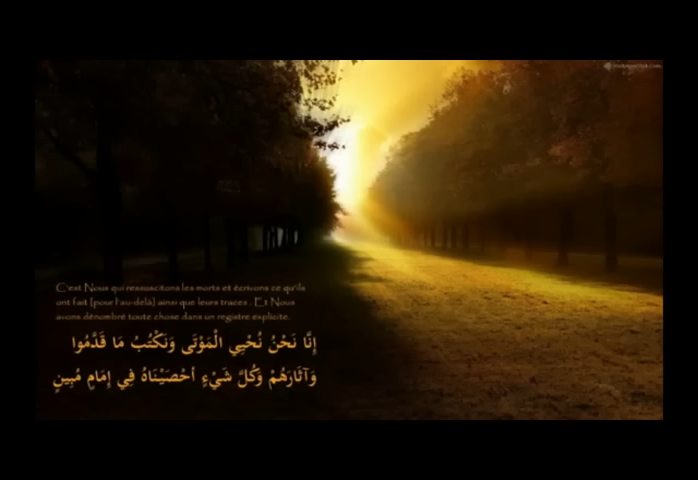 C'est Nous qui ressuscitons les morts et écrivons ce qu'ils
ont fait [pour l'au-delà] ainsi que leurs traces . Et Nous
avons dénombré toute chose dans un registre explicite.
إِنَّا نَحْنُ نُحْيِي الْمَوْتَى وَنَكْتُبُ مَا قَدَّمُوا
وَآثَارَهُمْ وَكُلَّ شَيْءٍ أحْصَيْنَاهُ فِي إِمَامٍ مُبِينٍ